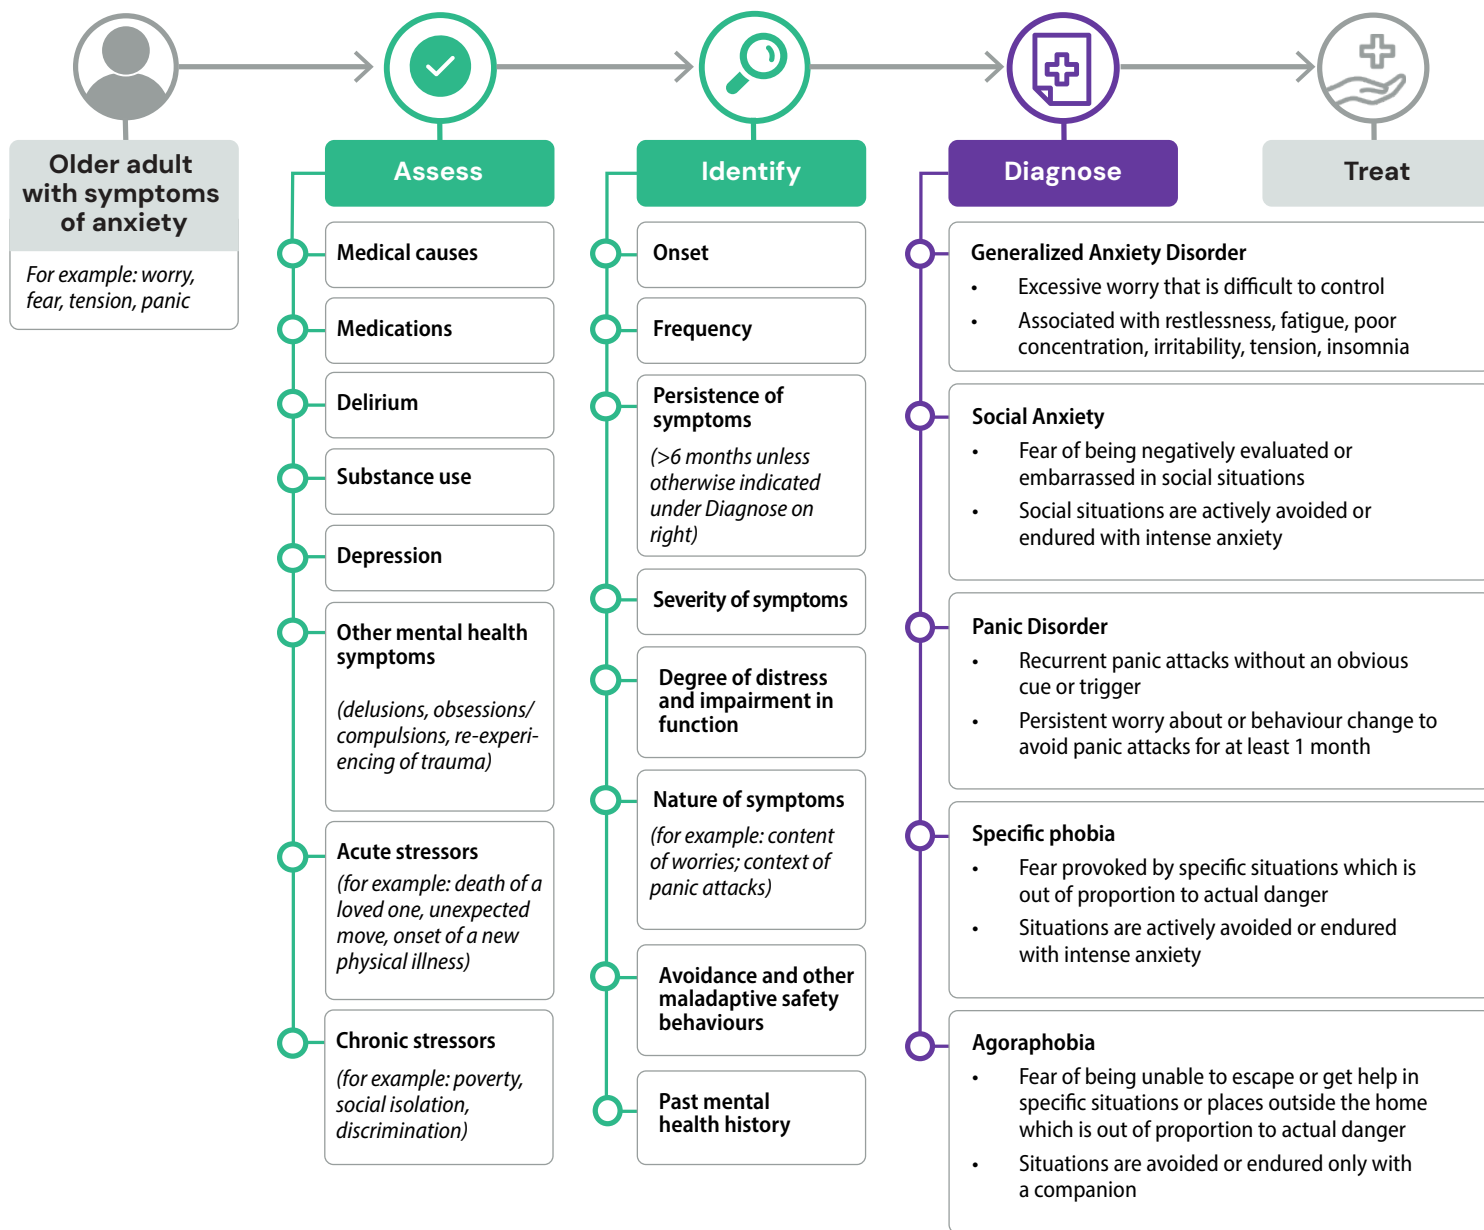 Older adult
with symptoms
of anxiety
For example: worry,
fear, tension, panic
Assess
Medical causes
Medications
Delirium
Substance use
Depression
Other mental health
symptoms
(delusions, obsessions/
compulsions, re-experi-
encing of trauma)
Acute stressors
(for example: death of a
loved one, unexpected
move, onset of a new
physical illness)
Chronic stressors
(for example: poverty,
social isolation,
discrimination)
Identify
Onset
Frequency
Persistence of
symptoms
(>6 months unless
otherwise indicated
under Diagnose on
right)
Severity of symptoms
Degree of distress
and impairment in
function
Nature of symptoms
(for example: content
of worries; context of
panic attacks)
Avoidance and other
maladaptive safety
behaviours
Past mental
health history
Diagnose
Generalized Anxiety Disorder
• Excessive worry that is difficult to control
• Associated with restlessness, fatigue, poor
concentration, irritability, tension, insomnia
Social Anxiety
• Fear of being negatively evaluated or
embarrassed in social situations
• Social situations are actively avoided or
endured with intense anxiety
Panic Disorder
• Recurrent panic attacks without an obvious
cue or trigger
• Persistent worry about or behaviour change to
avoid panic attacks for at least 1 month
Specific phobia
• Fear provoked by specific situations which is
out of proportion to actual danger
• Situations are actively avoided or endured
with intense anxiety
Agoraphobia
• Fear of being unable to escape or get help in
specific situations or places outside the home
which is out of proportion to actual danger
• Situations are avoided or endured only with
a companion
Treat